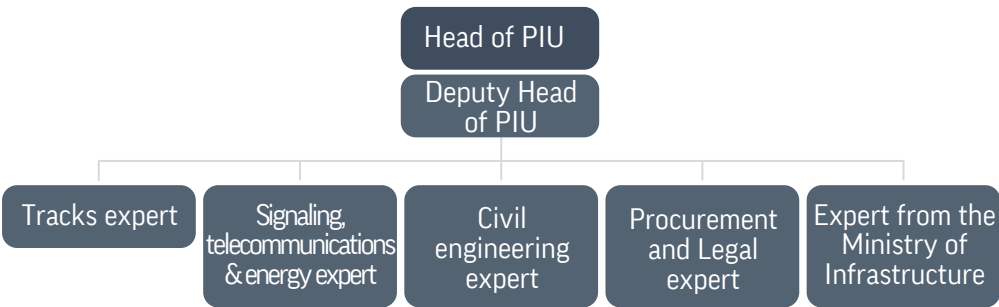 Head of PIU
Deputy Head
of PIU
Tracks expert
Signaling,
telecommunications
& energy expert
Civil
engineering
expert
Procurement
and Legal
expert
Expert from the
Ministry of
Infrastructure